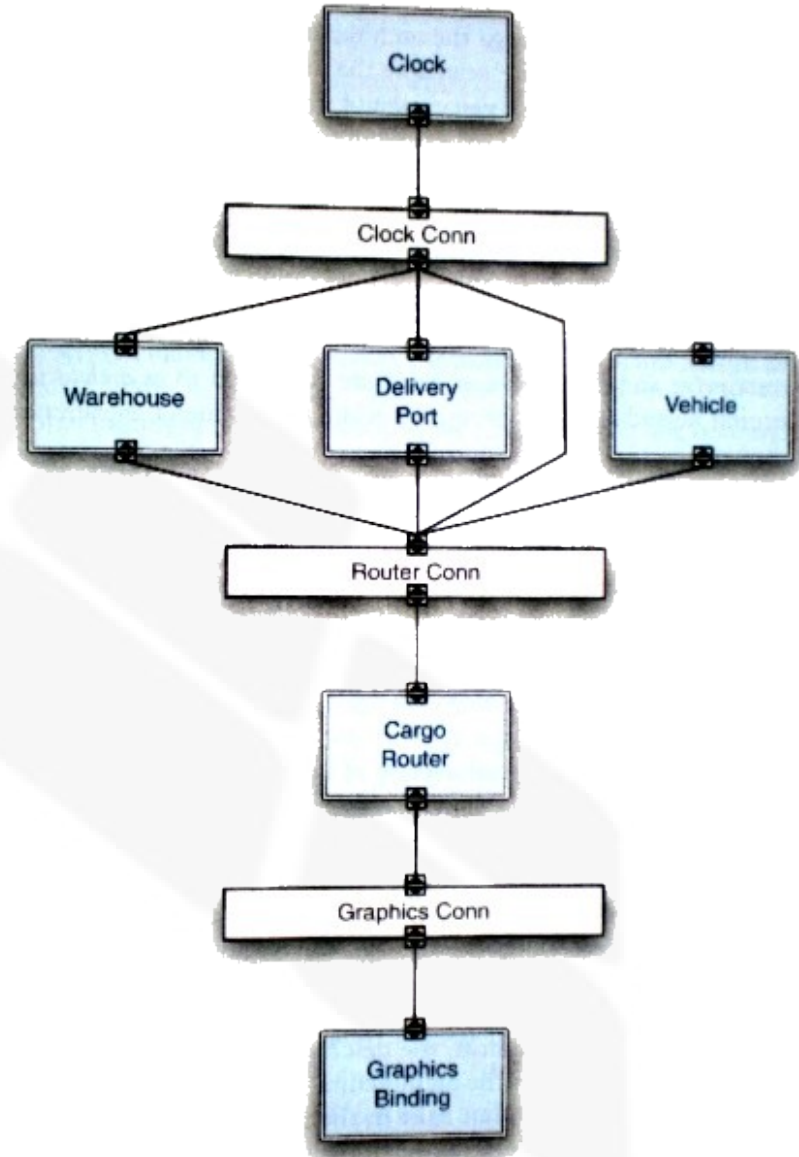 Clock
Clock Conn
Warehouse
Delivery
Port
Vehicle
Router Conn
Cargo
Router
Graphics Conn
Graphics
Binding